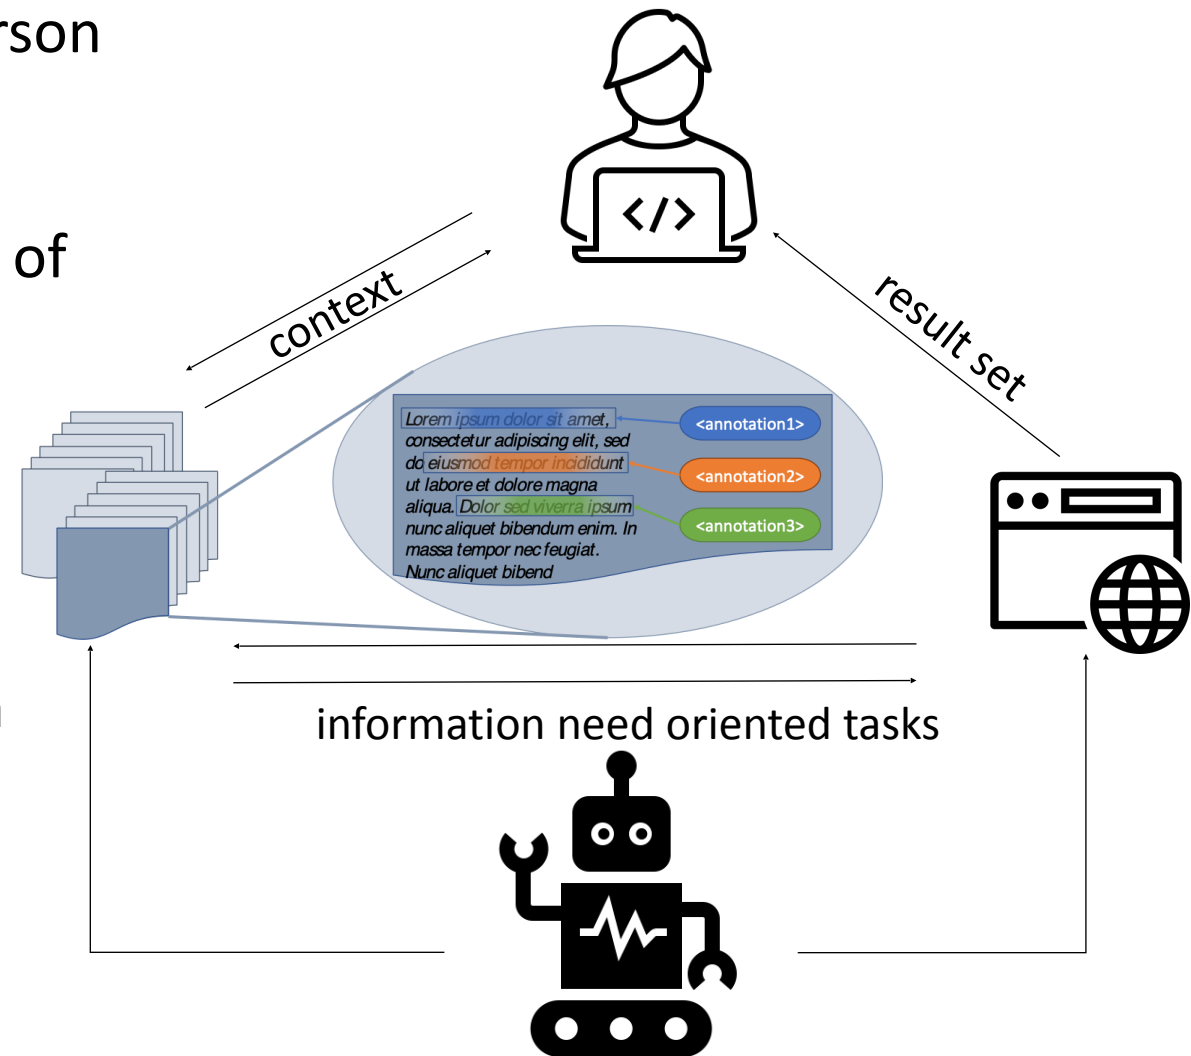 rson
</>
of
context
result set
Lorem ipsum dolor sit amet,
consectetur adipiscing elit, sed
do eiusmod tempor incididunt
ut labore et dolore magna
aliqua. Dolor sed viverra ipsum
nunc aliquet bibendum enim. In
massa tempor nec feugiat.
Nunc aliquet bibend
<annotation1>
<annotation2>
<annotation3>
information need oriented tasks